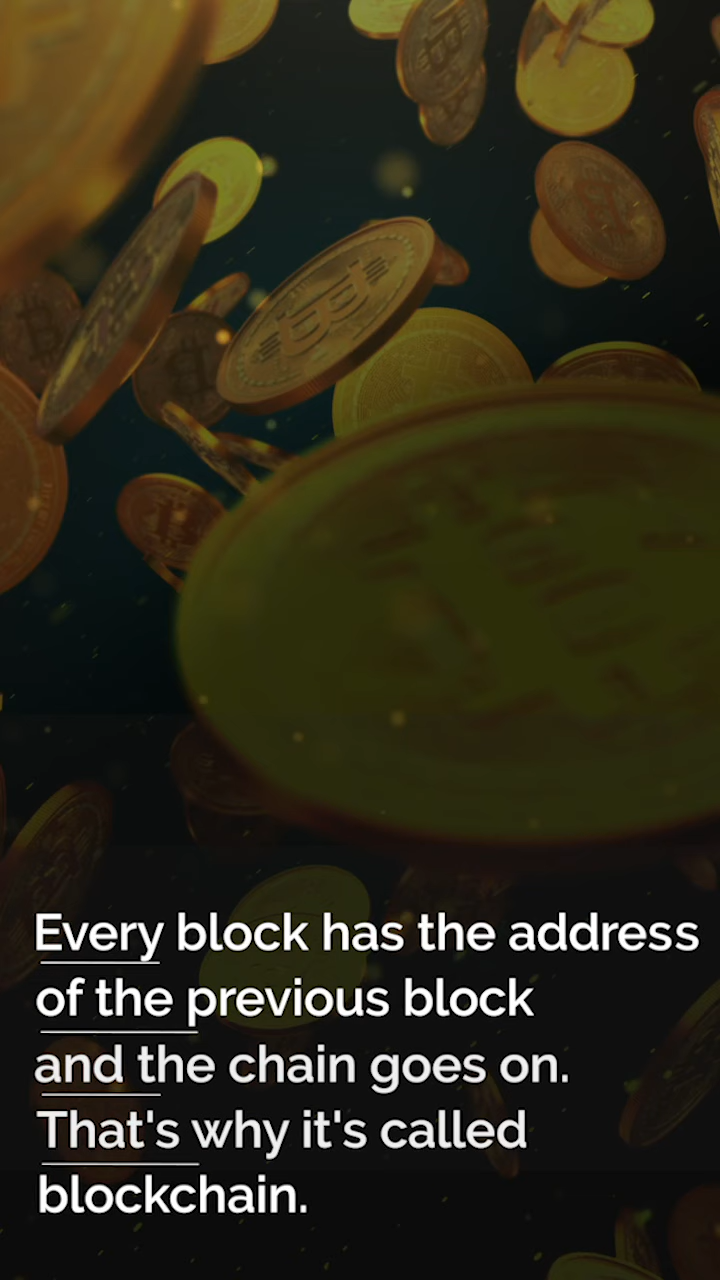 Every block has the address
of the previous block
and the chain goes on.
That's why it's called
blockchain.